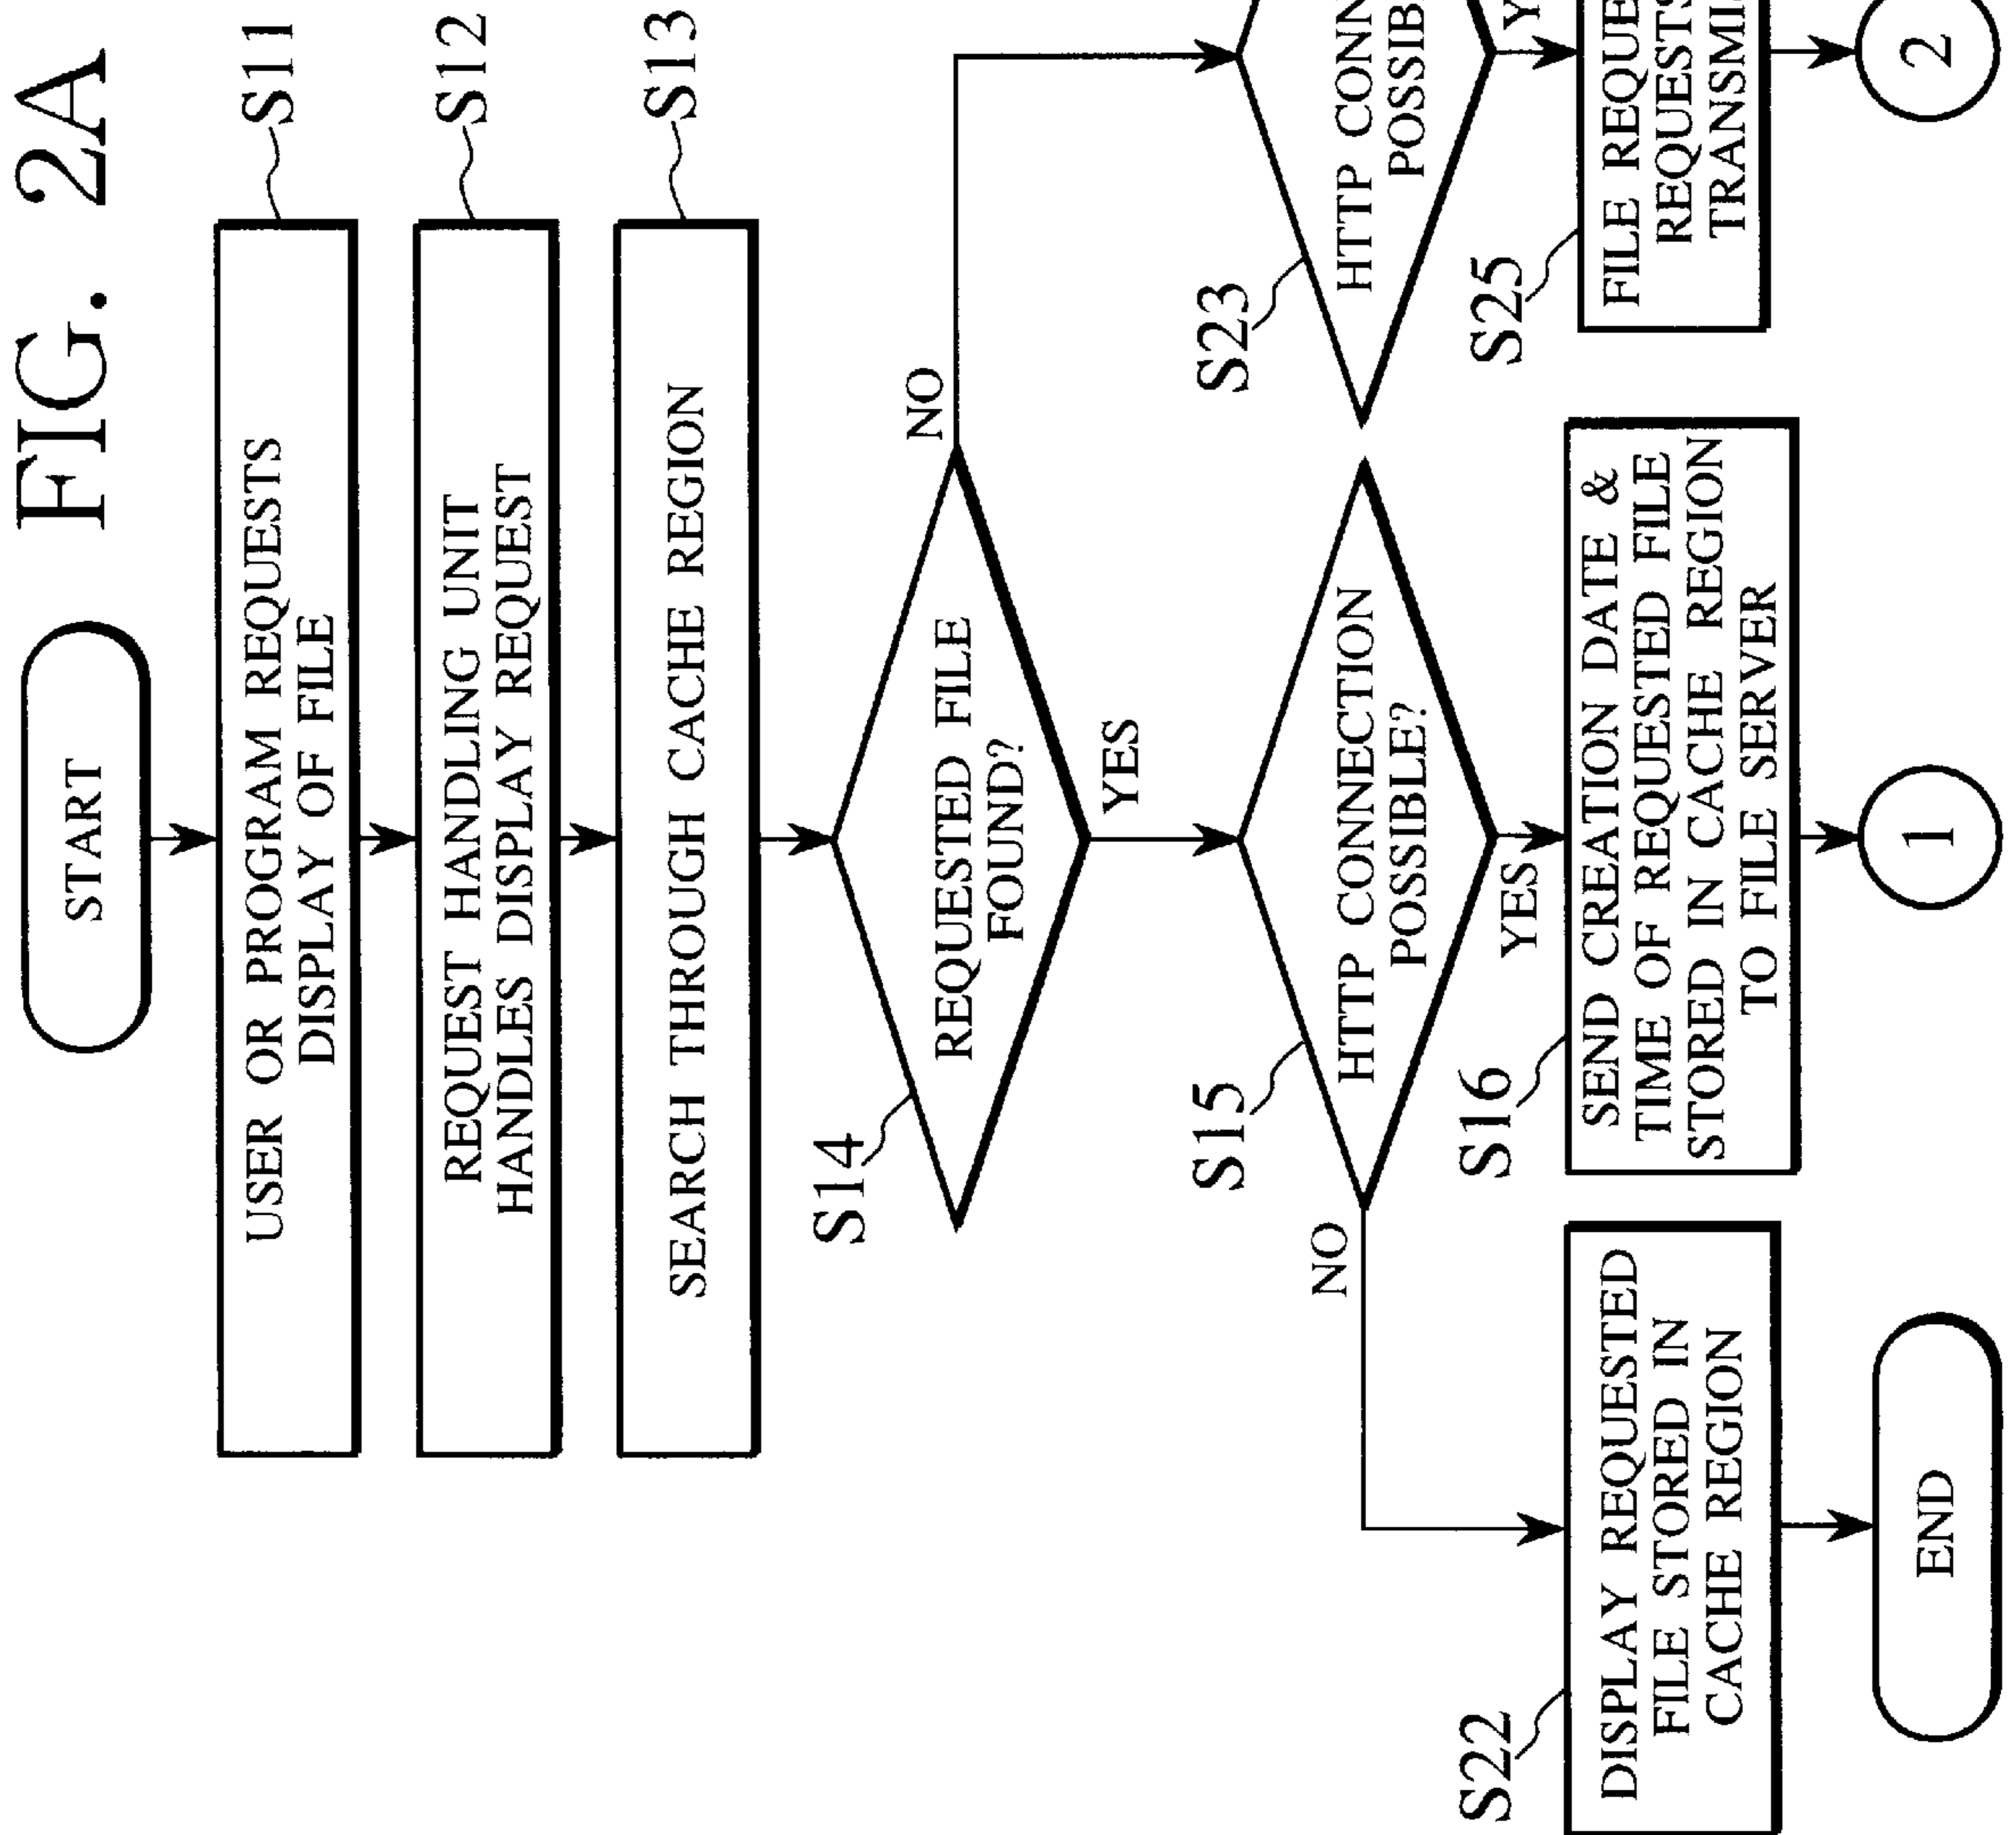 FIG. 2A
START
USER OR PROGRAM REQUESTS
DISPLAY OF FILE
S11
REQUEST HANDLING UNIT
HANDLES DISPLAY REQUEST
S12
SEARCH THROUGH CACHE REGION
S13
S14
REQUESTED FILE
FOUND?
NO
YES
S15
HTTP CONNECTION
POSSIBLE?
NO
YES
S23
HTTP
S22
DISPLAY REQUESTED
FILE STORED IN
CACHE REGION
S16
SEND CREATION DATE &
TIME OF REQUESTED FILE
STORED IN CACHE REGION
TO FILE SERVER
S25
FILE
END
1
2